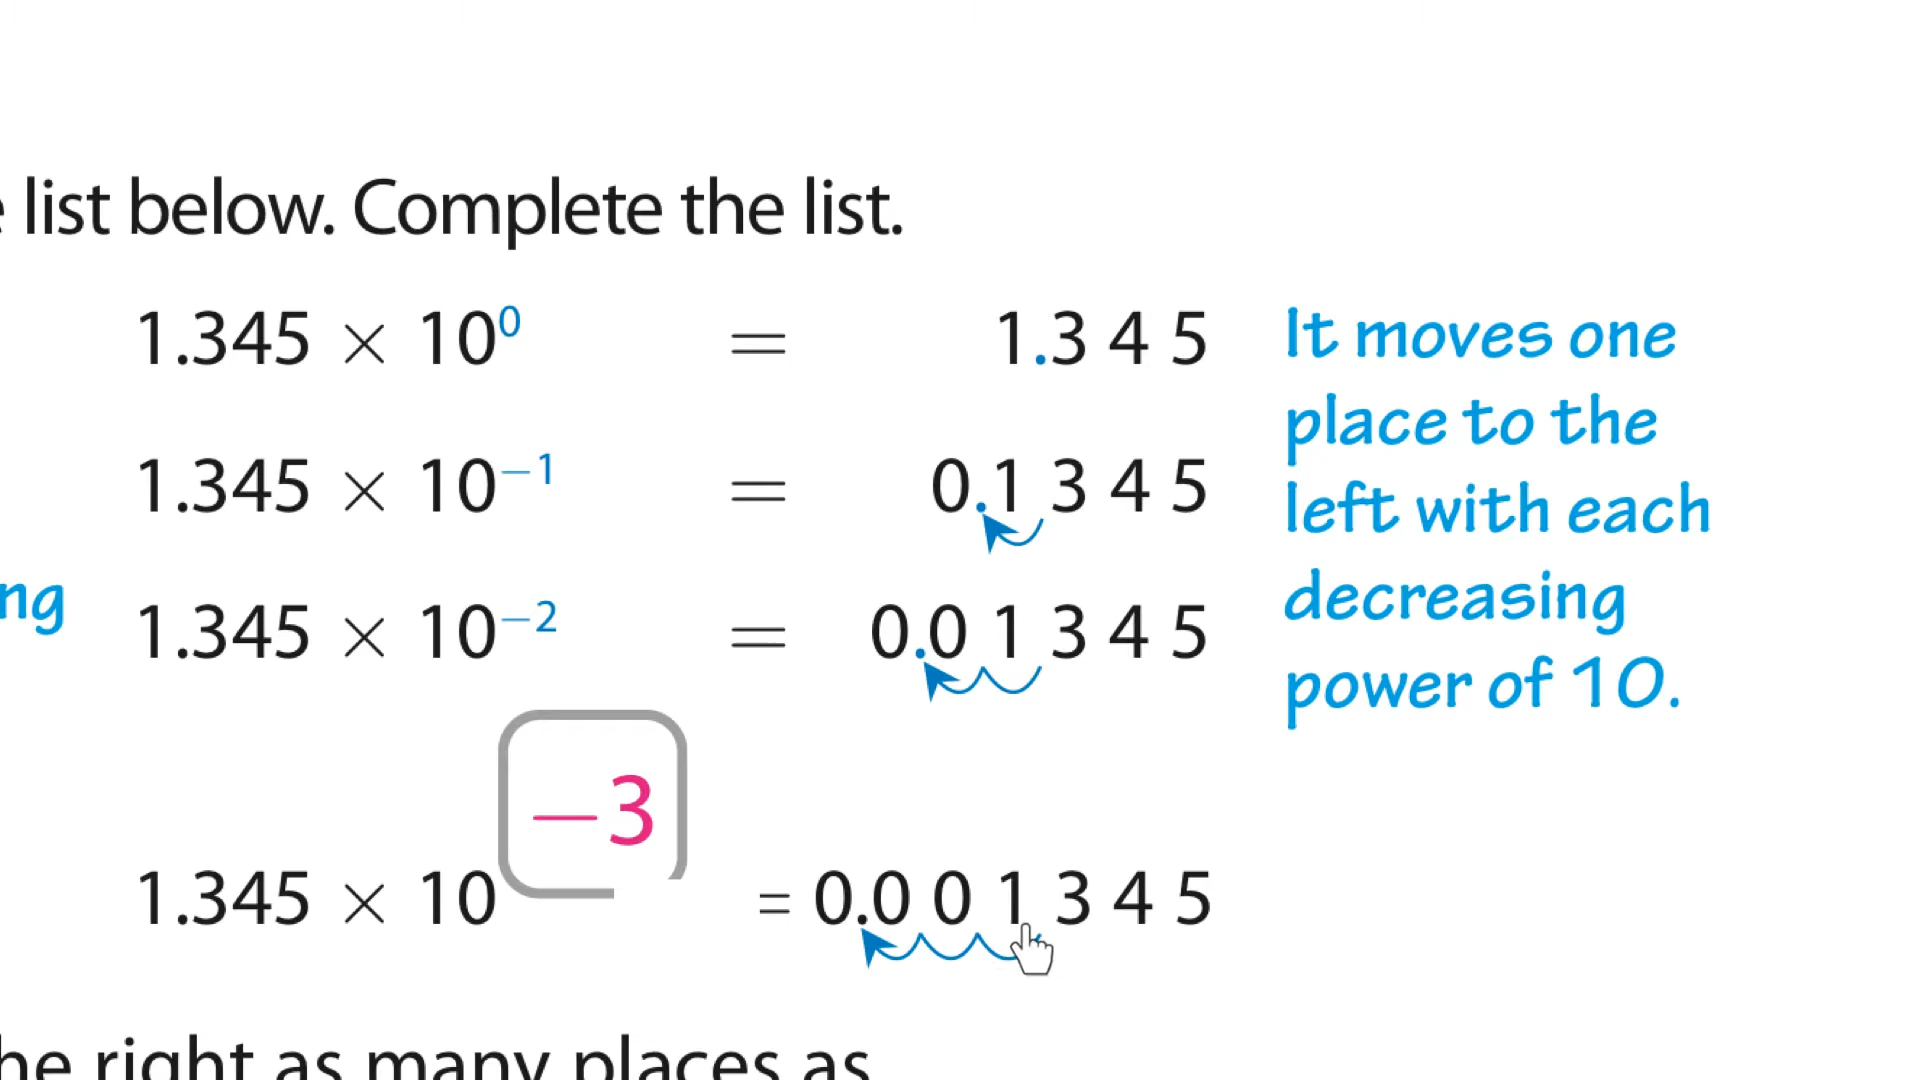 list below. Complete the list.
1.345 × 10⁰ = 1.3 4 5
It moves one
place to the
1.345 × 10⁻¹ = 0.1 3 4 5
left with each
decreasing
ng 1.345 × 10⁻² = 0.0 1 3 4 5
power of 10.
1.345 × 10⁻³ = 0.0 0 1 3 4 5
he right as many places as